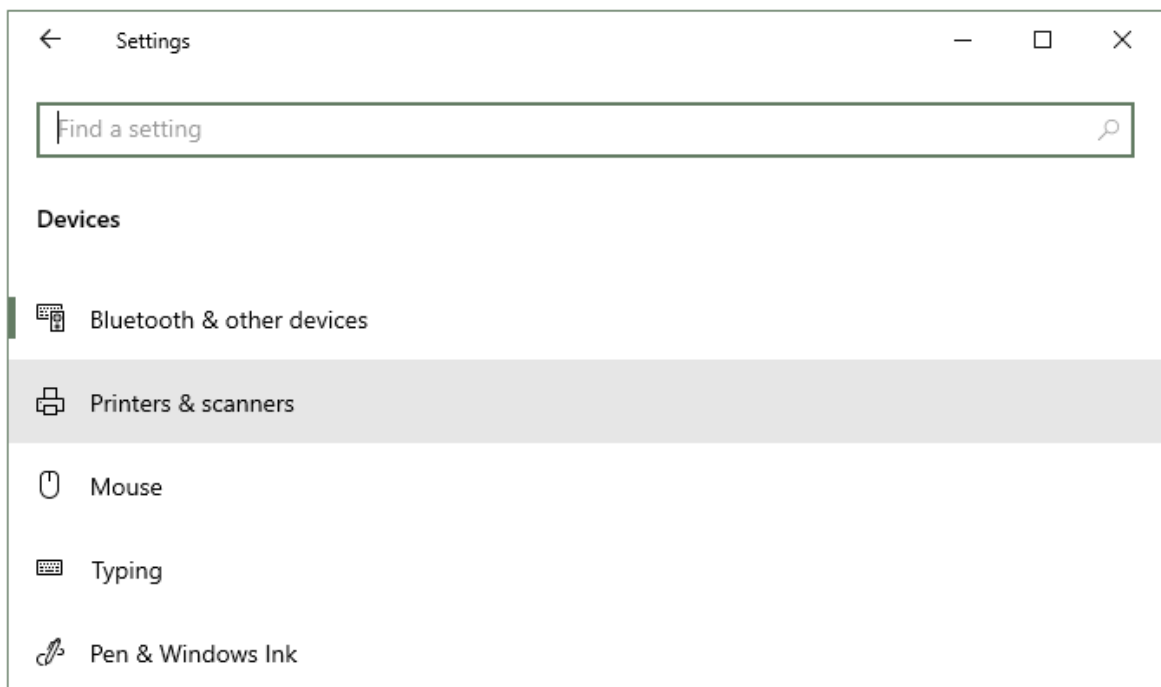 Settings
Find a setting
Devices
Bluetooth & other devices
Printers & scanners
Mouse
Typing
Pen & Windows Ink